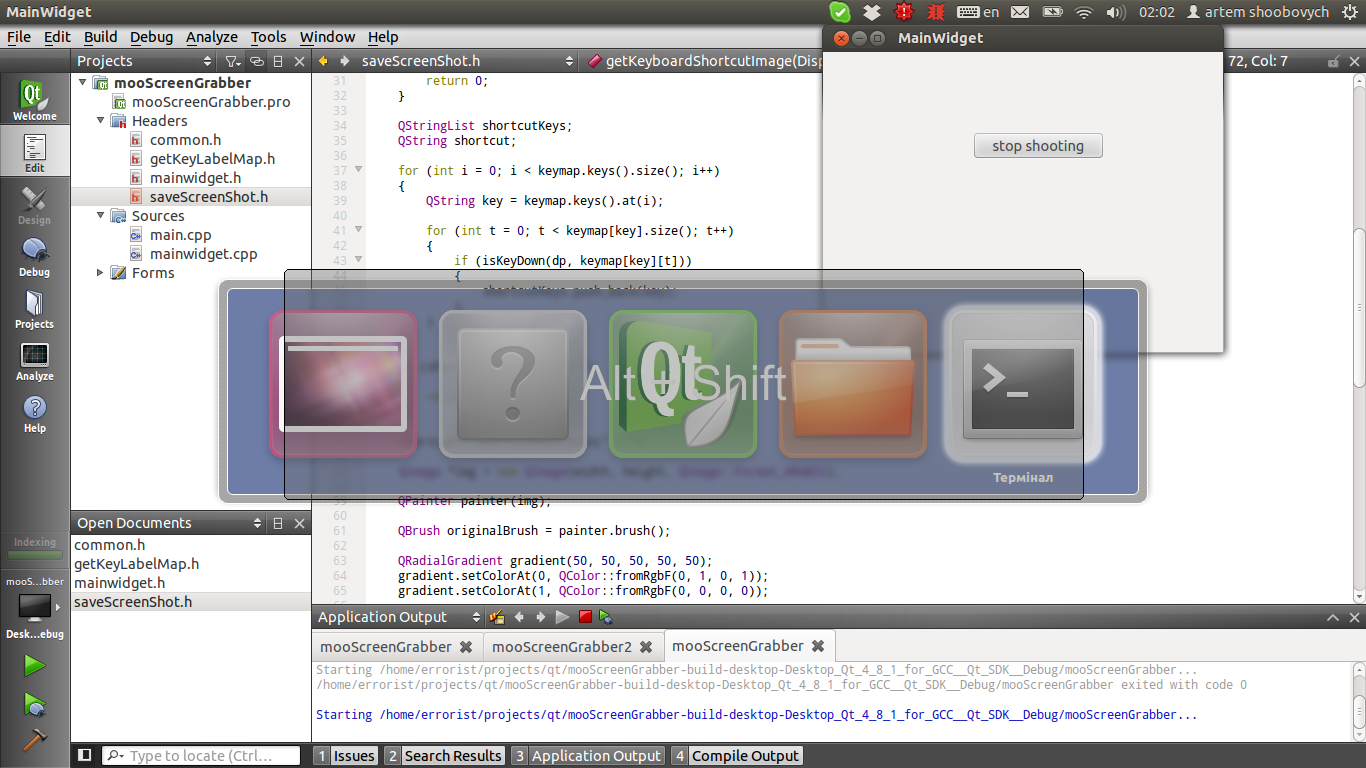 MainWidget
en
02:02
artem shoobovych
File Edit Build Debug Analyze Tools Window Help
MainWidget
stop shooting
Projects
saveScreenShot.h
getKeyboardShortcutImage(Disp
72, Col: 7
Welcome
Edit
Design
Debug
Projects
Analyze
Help
mooScreenGrabber
mooScreenGrabber.pro
Headers
common.h
getKeyLabelMap.h
mainwidget.h
saveScreenShot.h
Sources
main.cpp
mainwidget.cpp
Forms
31 return 0;
32 }
33
34 QStringList shortcutKeys;
35 QString shortcut;
36
37 for (int i = 0; i < keymap.keys().size(); i++)
38 {
39 QString key = keymap.keys().at(i);
40
41 for (int t = 0; t < keymap[key].size(); t++)
42 {
43 if (isKeyDown(dp, keymap[key][t]))
44 {
shortcutKeys.push_back(key);
Alt + Shift
Qt
Термінал
59 QPainter painter(img);
60
61 QBrush originalBrush = painter.brush();
62
63 QRadialGradient gradient(50, 50, 50, 50, 50);
64 gradient.setColorAt(0, QColor::fromRgbF(0, 1, 0, 1));
65 gradient.setColorAt(1, QColor::fromRgbF(0, 0, 0, 0));
Open Documents
common.h
getKeyLabelMap.h
mainwidget.h
saveScreenShot.h
Indexing
mooS...bber
Desk...ebug
Application Output
mooScreenGrabber
mooScreenGrabber2
mooScreenGrabber
Starting /home/errorist/projects/qt/mooScreenGrabber-build-desktop-Desktop_Qt_4_8_1_for_GCC__Qt_SDK__Debug/mooScreenGrabber...
/home/errorist/projects/qt/mooScreenGrabber-build-desktop-Desktop_Qt_4_8_1_for_GCC__Qt_SDK__Debug/mooScreenGrabber exited with code 0
Starting /home/errorist/projects/qt/mooScreenGrabber-build-desktop-Desktop_Qt_4_8_1_for_GCC__Qt_SDK__Debug/mooScreenGrabber...
Type to locate (Ctrl...
1 Issues
2 Search Results
3 Application Output
4 Compile Output